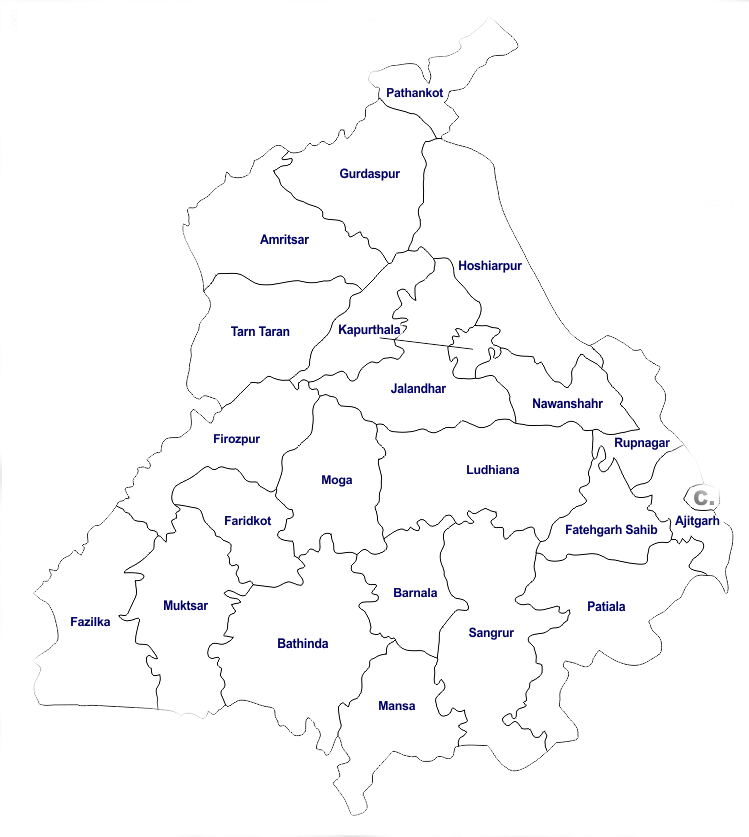 Pathankot
Gurdaspur
Amritsar
Hoshiarpur
Tarn Taran
Kapurthala
Jalandhar
Nawanshahr
Firozpur
Rupnagar
Moga
Ludhiana
C.
Faridkot
Fatehgarh Sahib
Ajitgarh
Barnala
Muktsar
Patiala
Fazilka
Sangrur
Bathinda
Mansa